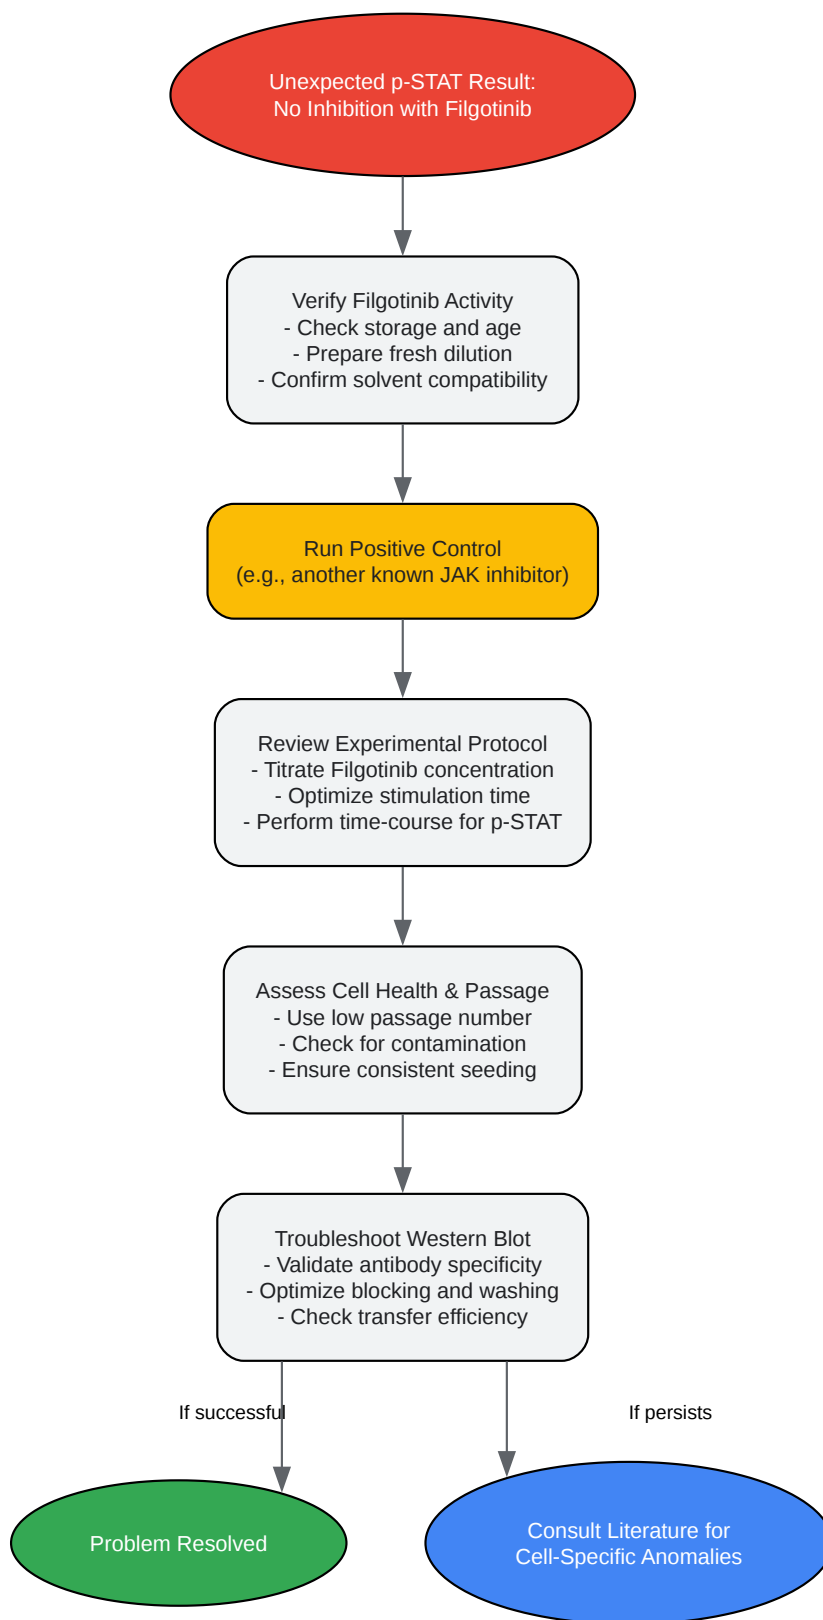 Unexpected p-STAT Result:
No Inhibition with Filgotinib
Verify Filgotinib Activity
- Check storage and age
- Prepare fresh dilution
- Confirm solvent compatibility
Run Positive Control
(e.g., another known JAK inhibitor)
Review Experimental Protocol
- Titrate Filgotinib concentration
- Optimize stimulation time
- Perform time-course for p-STAT
Assess Cell Health & Passage
- Use low passage number
- Check for contamination
- Ensure consistent seeding
Troubleshoot Western Blot
- Validate antibody specificity
- Optimize blocking and washing
- Check transfer efficiency
If successful
If persists
Problem Resolved
Consult Literature for
Cell-Specific Anomalies